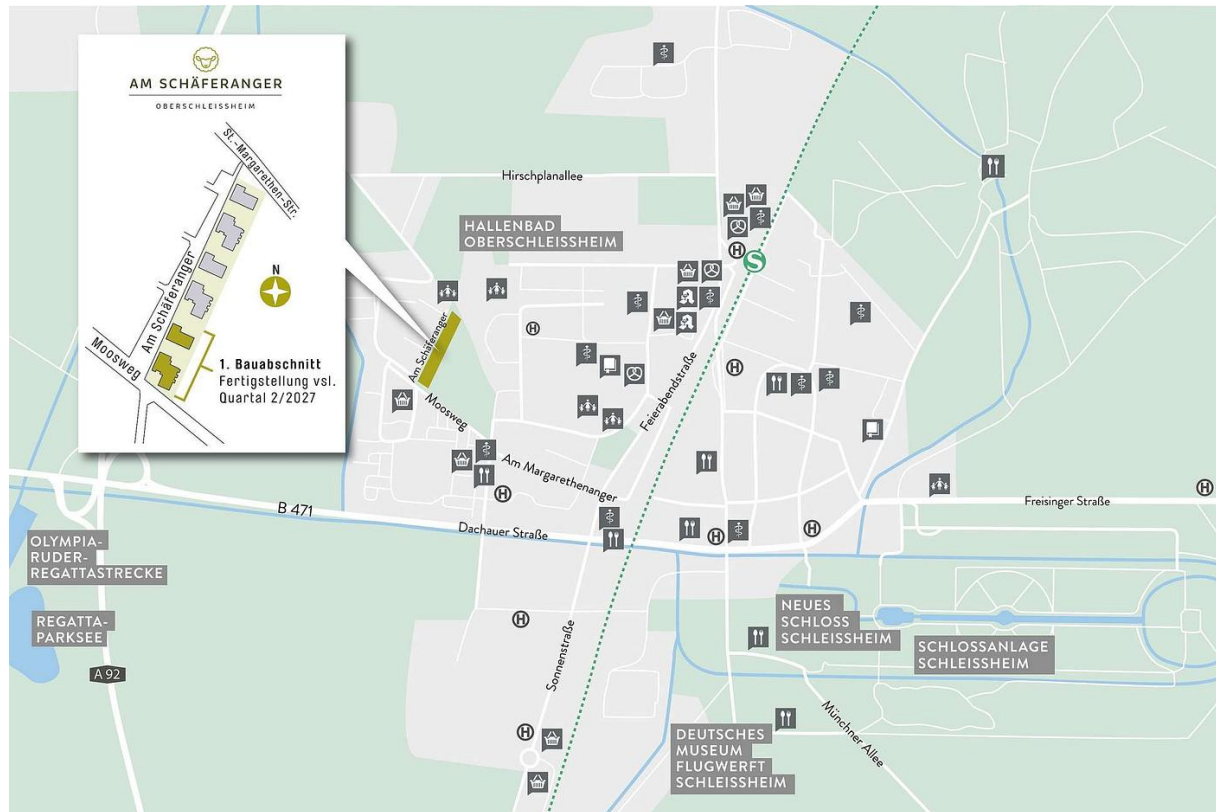 AM SCHÄFERANGER
OBERSCHLEISSHEIM
St.-Margarethen-Str.
Am Schäferanger
Moosweg
N
1. Bauabschnitt
Fertigstellung vsl.
Quartal 2/2027
Hirschplanallee
HALLENBAD
OBERSCHLEISSHEIM
H
S
Am Schäferanger
H
H
Feierabendstraße
Moosweg
Am Margarethenanger
H
B 471
Dachauer Straße
H
H
Freisinger Straße
H
OLYMPIA-
RUDER-
REGATTASTRECKE
REGATTA-
PARKSEE
A 92
H
Sonnenstraße
H
NEUES
SCHLOSS
SCHLEISSHEIM
SCHLOSSANLAGE
SCHLEISSHEIM
Münchner Allee
DEUTSCHES
MUSEUM
FLUGWERFT
SCHLEISSHEIM